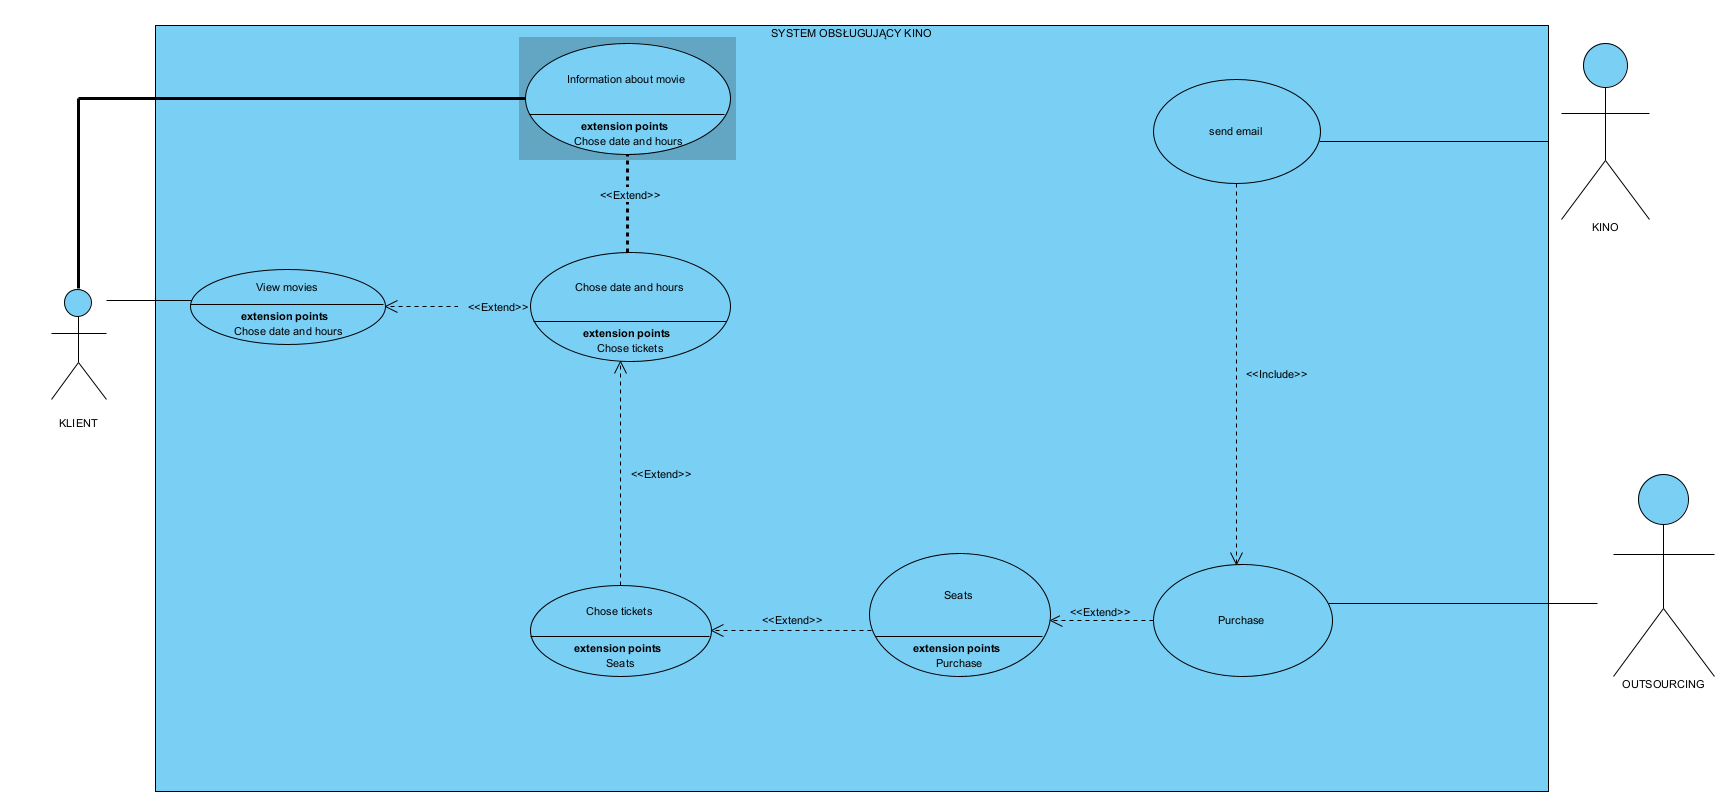 SYSTEM OBSŁUGUJĄCY KINO
Information about movie
extension points
Chose date and hours
<<Extend>>
send email
KINO
View movies
extension points
Chose date and hours
<<Extend>>
Chose date and hours
extension points
Chose tickets
KLIENT
<<Include>>
<<Extend>>
Chose tickets
extension points
Seats
<<Extend>>
Seats
extension points
Purchase
<<Extend>>
Purchase
OUTSOURCING